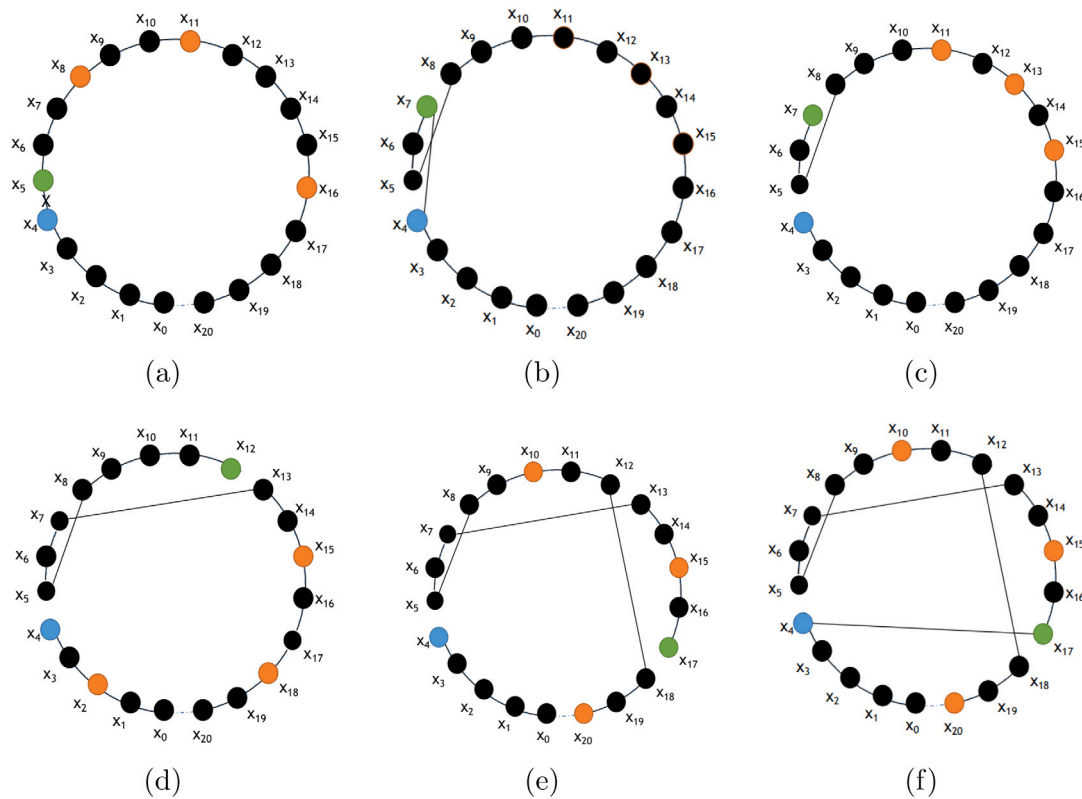 x₁₀ x₁₁
x₉ x₁₂
x₈ x₁₃
x₇ x₁₄
x₆ x₁₅
x₅ x₁₆
x
x₄
x₃ x₁₇
x₂ x₁₈
x₁ x₀ x₂₀ x₁₉
(a)
x₁₀ x₁₁
x₉ x₁₂
x₈ x₁₃
x₇ x₁₄
x₆ x₁₅
x₅ x₁₆
x₄
x₃ x₁₇
x₂ x₁₈
x₁ x₀ x₂₀ x₁₉
(b)
x₁₀ x₁₁
x₉ x₁₂
x₈ x₁₃
x₇ x₁₄
x₆ x₁₅
x₅ x₁₆
x₄
x₃ x₁₇
x₂ x₁₈
x₁ x₀ x₂₀ x₁₉
(c)
x₁₀ x₁₁ x₁₂
x₉
x₈ x₁₃
x₇ x₁₄
x₆ x₁₅
x₅ x₁₆
x₄ x₁₇
x₃ x₁₈
x₂ x₁₉
x₁ x₀ x₂₀
(d)
x₁₀ x₁₁ x₁₂
x₉
x₈ x₁₃
x₇ x₁₄
x₆ x₁₅
x₅ x₁₆
x₄ x₁₇
x₃ x₁₈
x₂ x₁₉
x₁ x₀ x₂₀
(e)
x₁₀ x₁₁ x₁₂
x₉
x₈ x₁₃
x₇ x₁₄
x₆ x₁₅
x₅ x₁₆
x₄ x₁₇
x₃ x₁₈
x₂ x₁₉
x₁ x₀ x₂₀
(f)